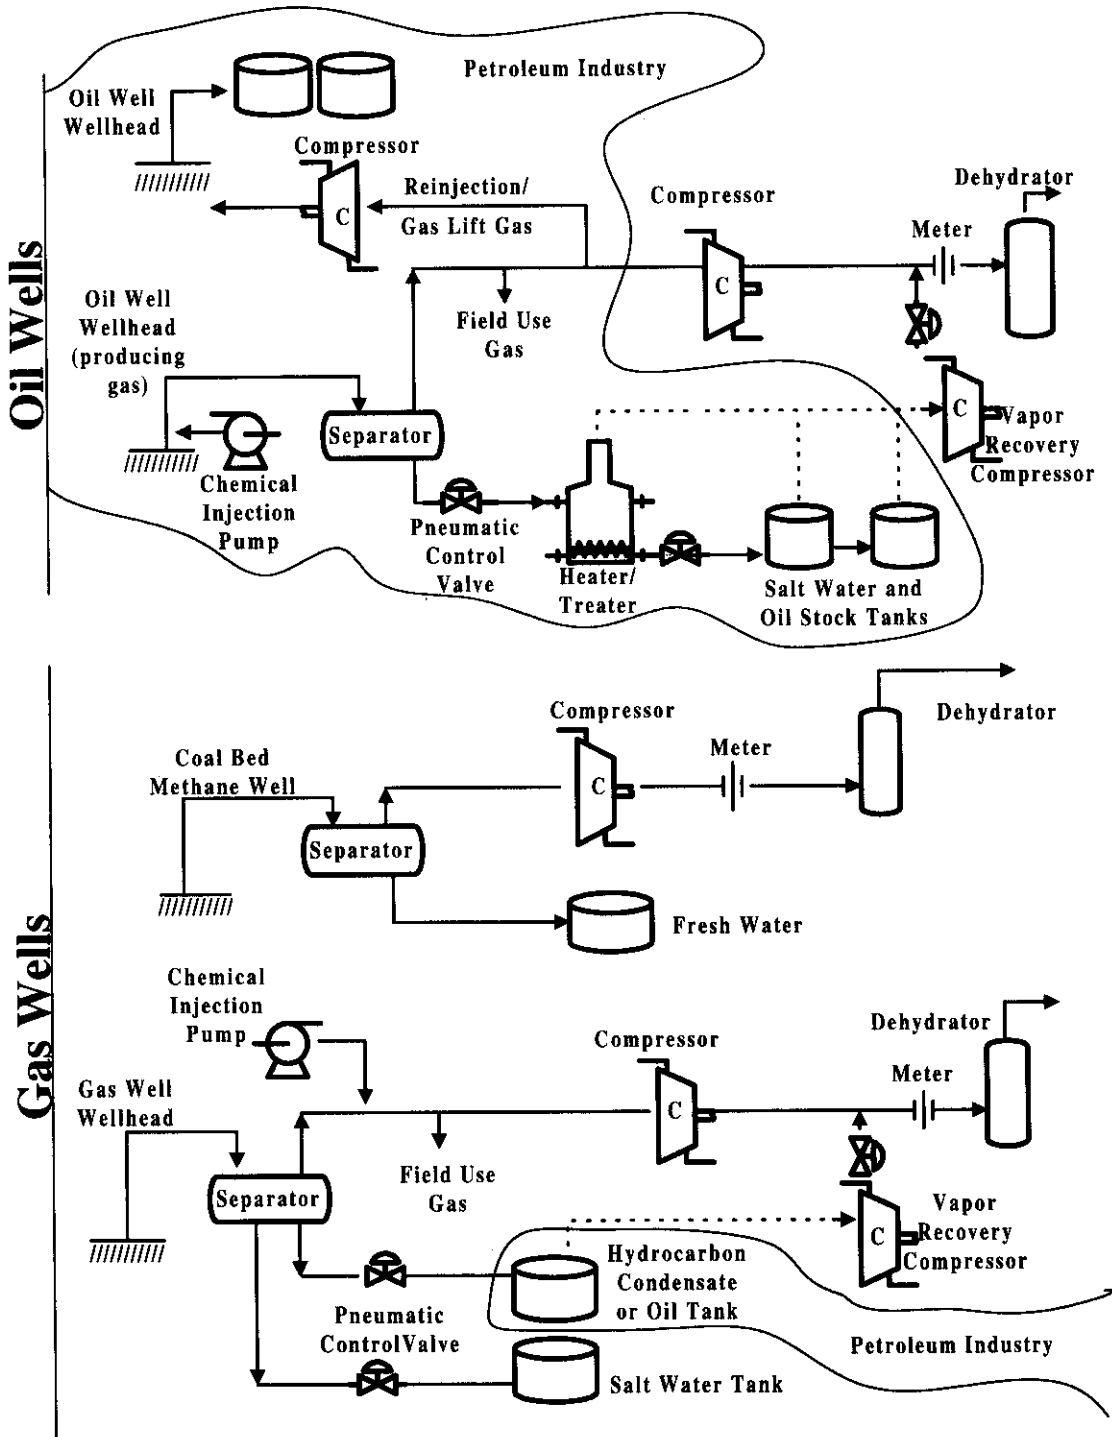 Oil Wells
Petroleum Industry
Oil Well
Wellhead
Compressor
Reinjection/
Gas Lift Gas
C
Compressor
C
Dehydrator
Meter
Oil Well
Wellhead
(producing
gas)
Field Use
Gas
Separator
Chemical
Injection
Pump
Pneumatic
Control
Valve
Heater/
Treater
Salt Water and
Oil Stock Tanks
C
Vapor
Recovery
Compressor
Gas Wells
Coal Bed
Methane Well
Separator
Compressor
C
Meter
Dehydrator
Fresh Water
Chemical
Injection
Pump
Gas Well
Wellhead
Separator
Field Use
Gas
Compressor
C
Dehydrator
Meter
C
Vapor
Recovery
Compressor
Hydrocarbon
Condensate
or Oil Tank
Pneumatic
ControlValve
Petroleum Industry
Salt Water Tank